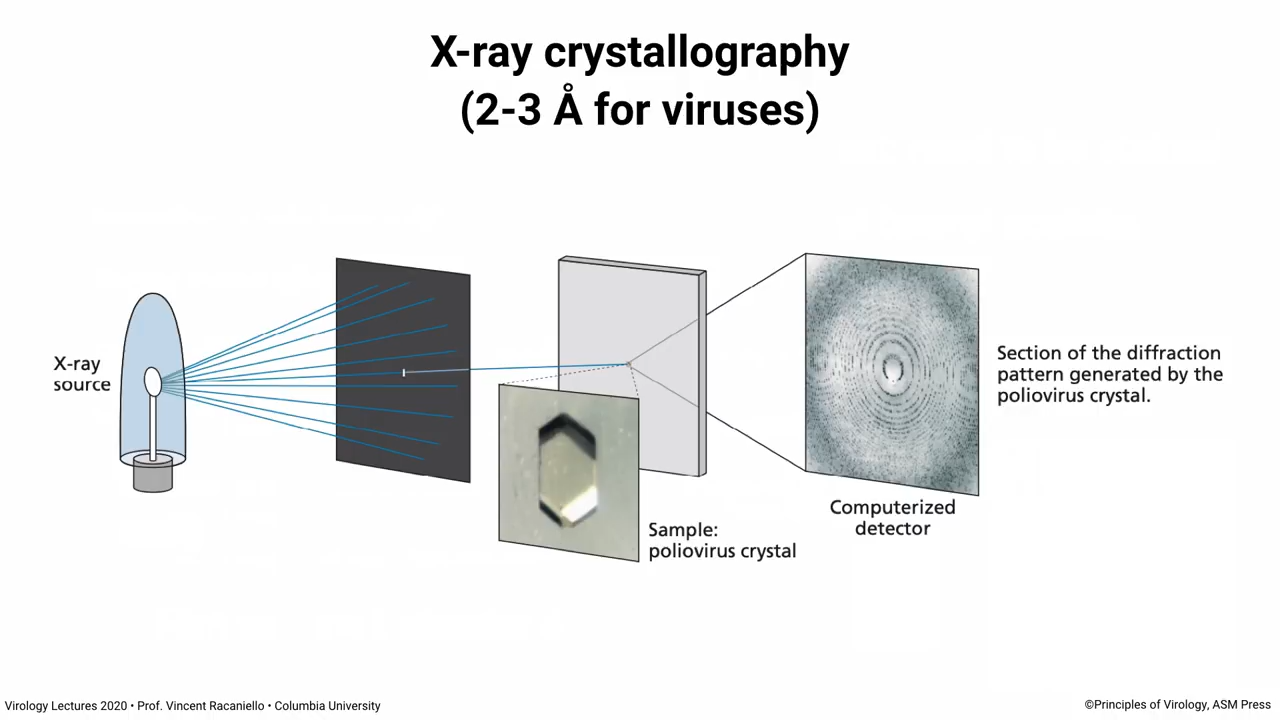 X-ray crystallography
(2-3 Å for viruses)
X-ray
source
Section of the diffraction
pattern generated by the
poliovirus crystal.
Computerized
detector
Sample:
poliovirus crystal
Virology Lectures 2020 • Prof. Vincent Racaniello • Columbia University
©Principles of Virology, ASM Press